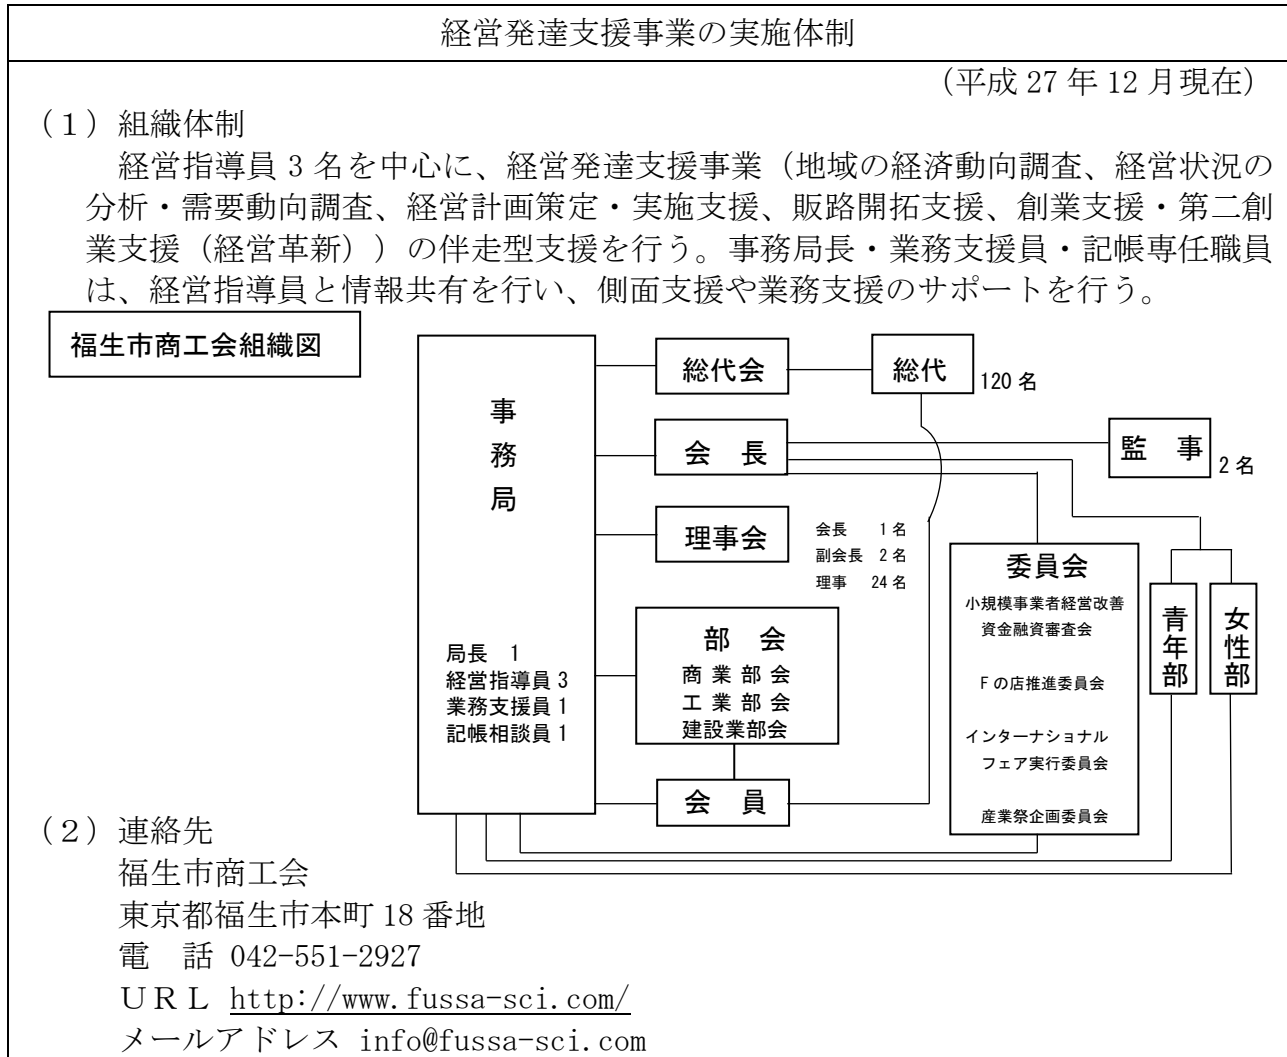 経営発達支援事業の実施体制
（平成 27 年 12 月現在）
（１）組織体制
経営指導員 3 名を中心に、経営発達支援事業（地域の経済動向調査、経営状況の
分析・需要動向調査、経営計画策定・実施支援、販路開拓支援、創業支援・第二創
業支援（経営革新））の伴走型支援を行う。事務局長・業務支援員・記帳専任職員
は、経営指導員と情報共有を行い、側面支援や業務支援のサポートを行う。
福生市商工会組織図
事
務
局
局長　1
経営指導員 3
業務支援員 1
記帳相談員 1
総代会
総代
120 名
会　長
監　事
2 名
理事会
会長　1 名
副会長　2 名
理事　24 名
部　会
商 業 部 会
工 業 部 会
建設業部会
会　員
委員会
小規模事業者経営改善
資金融資審査会
F の店推進委員会
インターナショナル
フェア実行委員会
産業祭企画委員会
青年部
女性部
（２）連絡先
福生市商工会
東京都福生市本町 18 番地
電　話 042-551-2927
ＵＲＬ http://www.fussa-sci.com/
メールアドレス info@fussa-sci.com